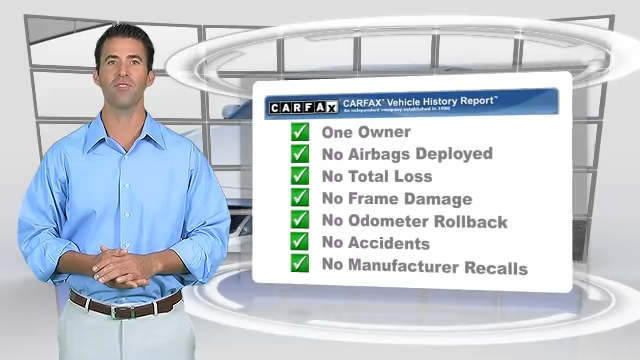 CARFAX CARFAX® Vehicle History Report™
An independent company established in 1986
One Owner
No Airbags Deployed
No Total Loss
No Frame Damage
No Odometer Rollback
No Accidents
No Manufacturer Recalls